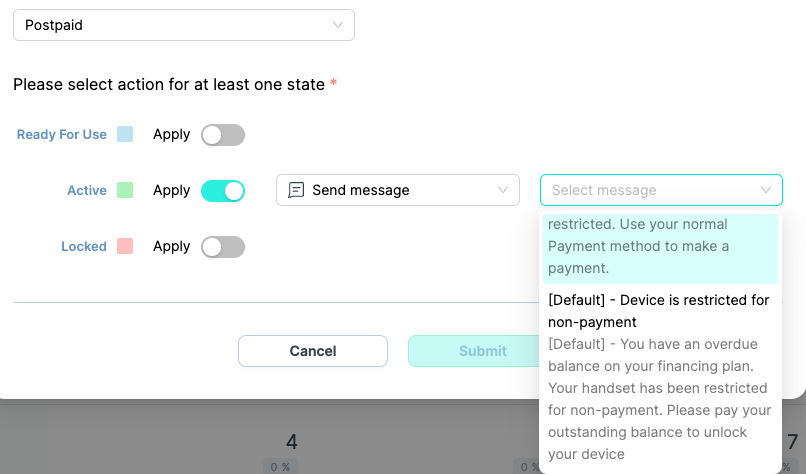 Postpaid
Please select action for at least one state *
Ready For Use Apply
Active Apply Send message Select message
Locked Apply
restricted. Use your normal
Payment method to make a
payment.
[Default] - Device is restricted for
non-payment
[Default] - You have an overdue
balance on your financing plan.
Your handset has been restricted
for non-payment. Please pay your
outstanding balance to unlock
your device
Cancel Submit
4 7
0 % 0 % %